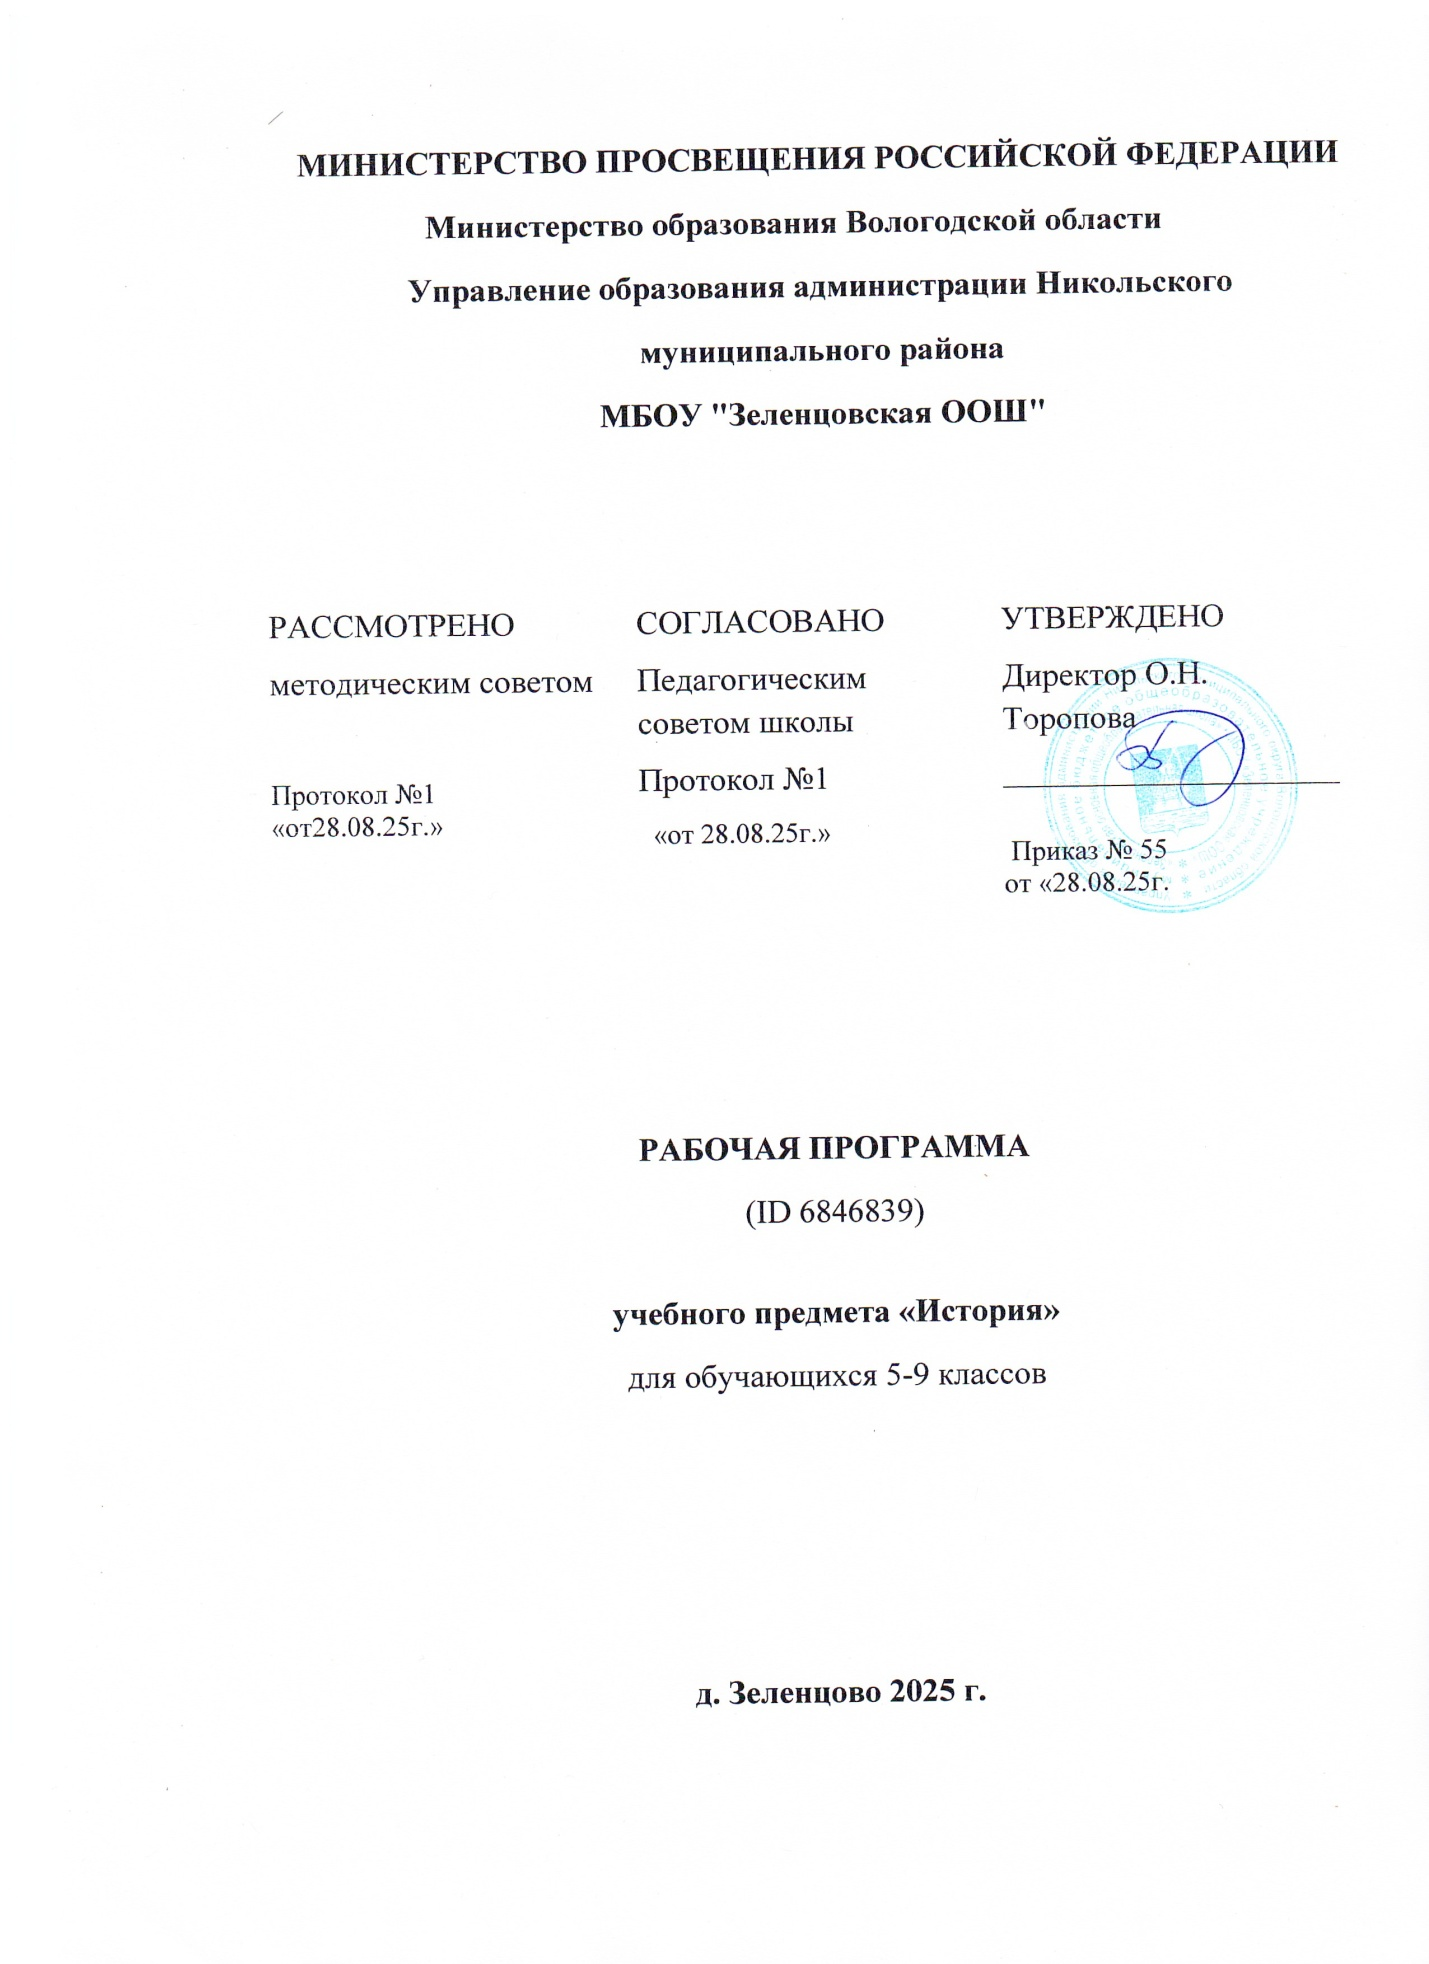 МИНИСТЕРСТВО ПРОСВЕЩЕНИЯ РОССИЙСКОЙ ФЕДЕРАЦИИ
Министерство образования Вологодской области
Управление образования администрации Никольского
муниципального района
МБОУ "Зеленцовская ООШ"
РАССМОТРЕНО
методическим советом
Протокол №1
«от28.08.25г.»
СОГЛАСОВАНО
Педагогическим
советом школы
Протокол №1
«от 28.08.25г.»
УТВЕРЖДЕНО
Директор О.Н.
Торопова
Приказ № 55
от «28.08.25г.
РАБОЧАЯ ПРОГРАММА
(ID 6846839)
учебного предмета «История»
для обучающихся 5-9 классов
д. Зеленцово 2025 г.